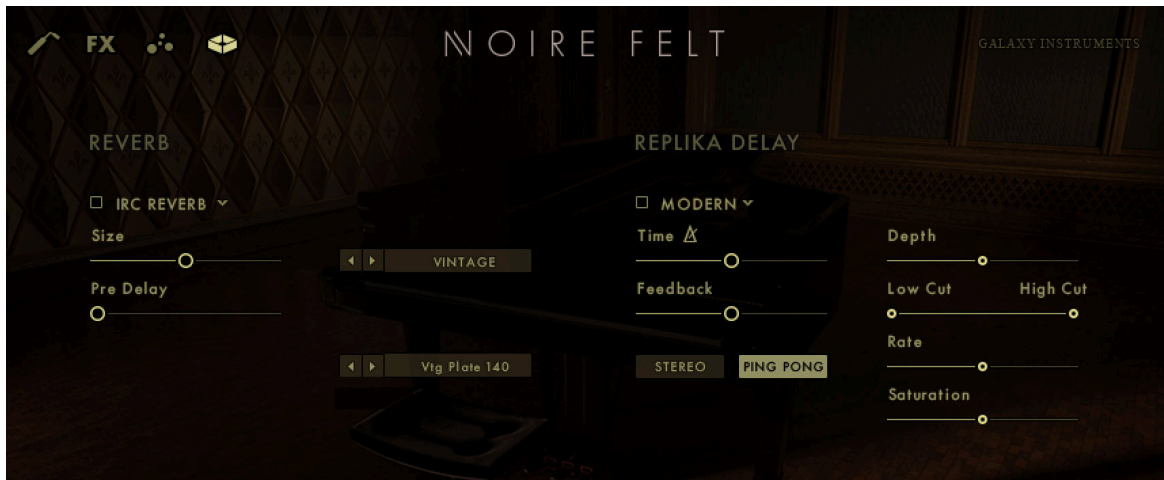 FX
NOIRE FELT
GALAXY INSTRUMENTS
REVERB
IRC REVERB
Size
VINTAGE
Pre Delay
Vtg Plate 140
REPLIKA DELAY
MODERN
Time
Feedback
STEREO
PING PONG
Depth
Low Cut High Cut
Rate
Saturation